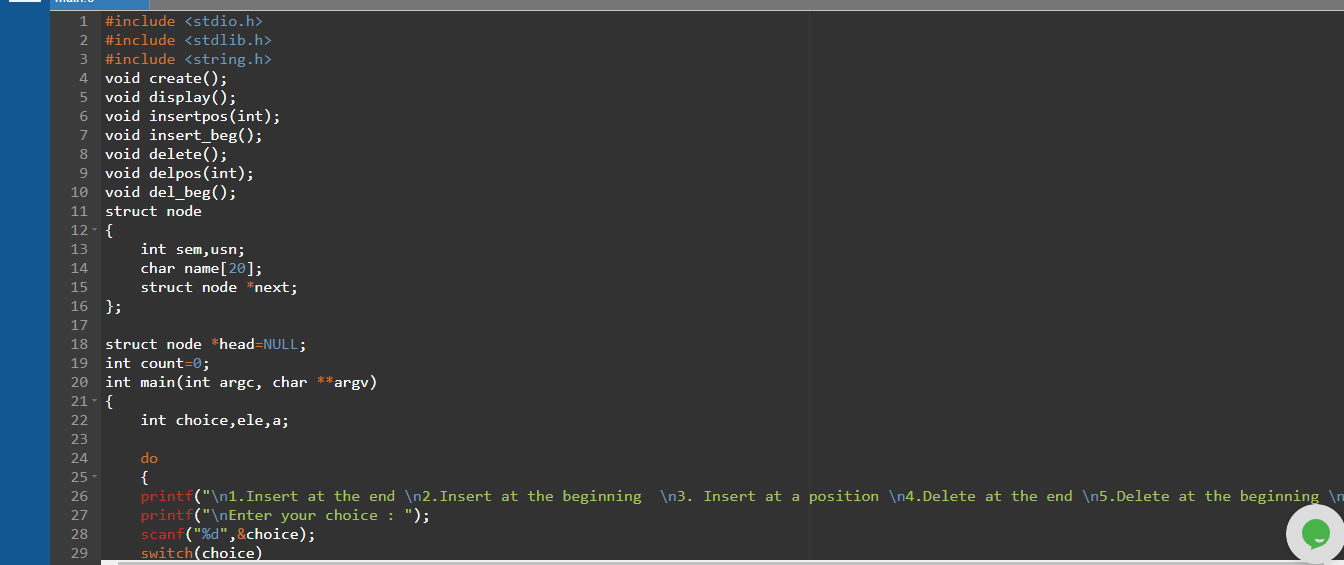 main.c
1 #include <stdio.h>
2 #include <stdlib.h>
3 #include <string.h>
4 void create();
5 void display();
6 void insertpos(int);
7 void insert_beg();
8 void delete();
9 void delpos(int);
10 void del_beg();
11 struct node
12 {
13     int sem,usn;
14     char name[20];
15     struct node *next;
16 };
17
18 struct node *head=NULL;
19 int count=0;
20 int main(int argc, char **argv)
21 {
22     int choice,ele,a;
23
24     do
25     {
26     printf("\n1.Insert at the end \n2.Insert at the beginning  \n3. Insert at a position \n4.Delete at the end \n5.Delete at the beginning \n
27     printf("\nEnter your choice : ");
28     scanf("%d",&choice);
29     switch(choice)